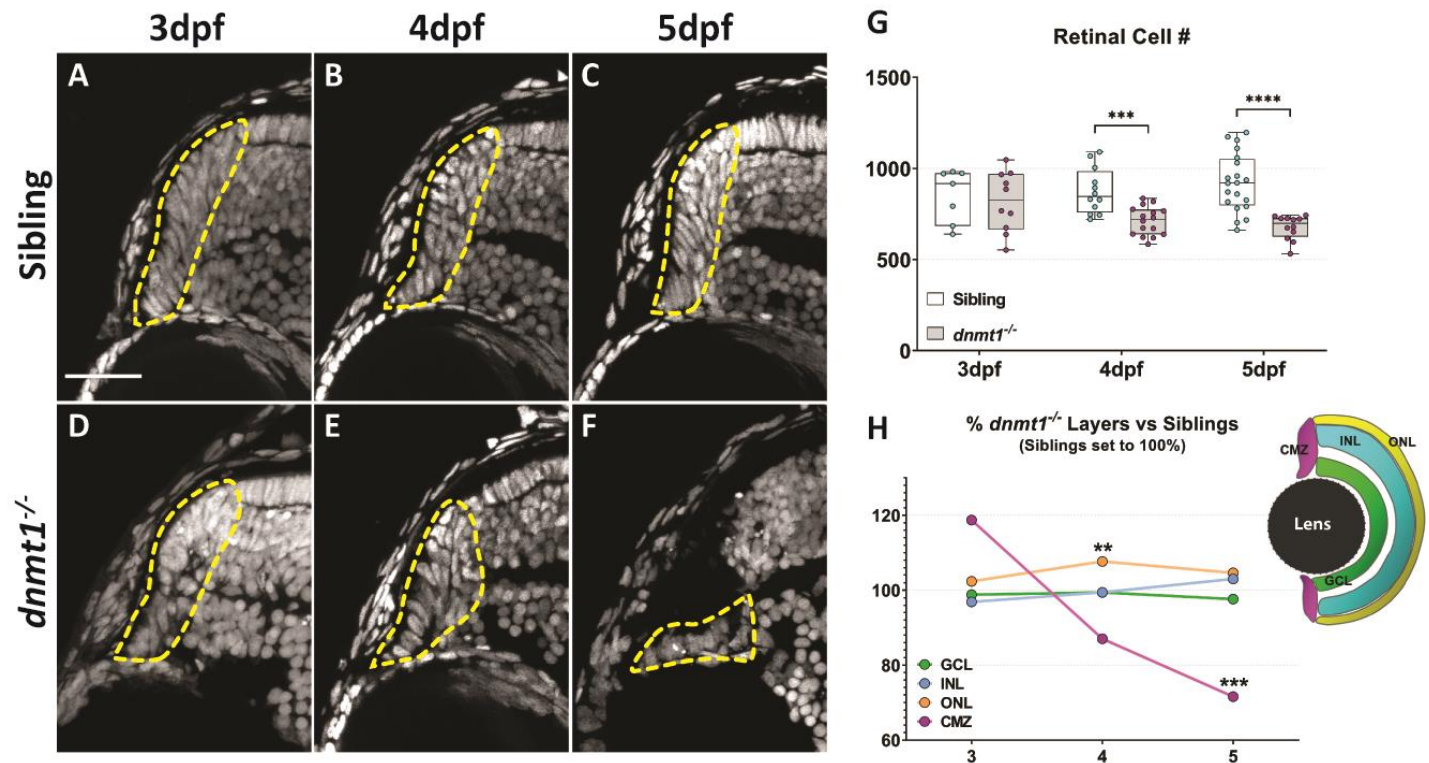 3dpf 4dpf 5dpf
Sibling
dnmt1-/-
A
B
C
D
E
F
G
Retinal Cell #
1500
1000
500
0
***
****
Sibling
dnmt1-/-
3dpf 4dpf 5dpf
H
% dnmt1-/- Layers vs Siblings
(Siblings set to 100%)
120
100
80
60
**
***
GCL
INL
ONL
CMZ
3 4 5
CMZ
INL
ONL
Lens
GCL